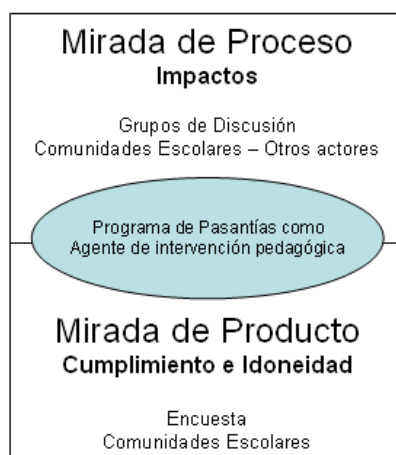 Mirada de Proceso
Impactos
Grupos de Discusión
Comunidades Escolares – Otros actores
Programa de Pasantías como
Agente de intervención pedagógica
Mirada de Producto
Cumplimiento e Idoneidad
Encuesta
Comunidades Escolares